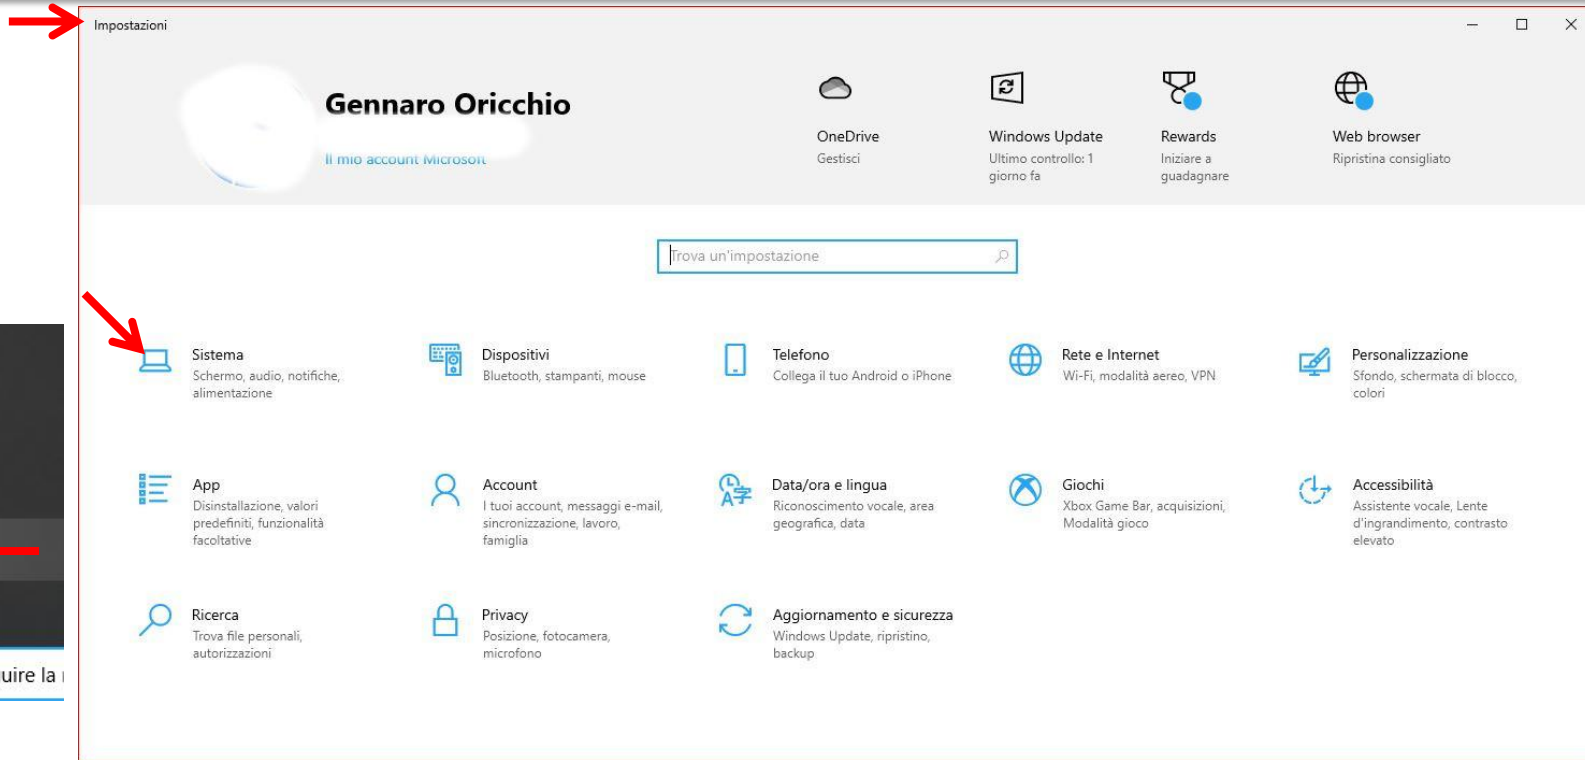 Impostazioni
Gennaro Oricchio
Il mio account Microsoft
OneDrive
Gestisci
Windows Update
Ultimo controllo: 1
giorno fa
Rewards
Iniziare a
guadagnare
Web browser
Ripristina consigliato
Trova un'impostazione
Sistema
Schermo, audio, notifiche,
alimentazione
Dispositivi
Bluetooth, stampanti, mouse
Telefono
Collega il tuo Android o iPhone
Rete e Internet
Wi-Fi, modalità aereo, VPN
Personalizzazione
Sfondo, schermata di blocco,
colori
App
Disinstallazione, valori
predefiniti, funzionalità
facoltative
Account
I tuoi account, messaggi e-mail,
sincronizzazione, lavoro,
famiglia
Data/ora e lingua
Riconoscimento vocale, area
geografica, data
Giochi
Xbox Game Bar, acquisizioni,
Modalità gioco
Accessibilità
Assistente vocale, Lente
d'ingrandimento, contrasto
elevato
Ricerca
Trova file personali,
autorizzazioni
Privacy
Posizione, fotocamera,
microfono
Aggiornamento e sicurezza
Windows Update, ripristino,
backup
uire la